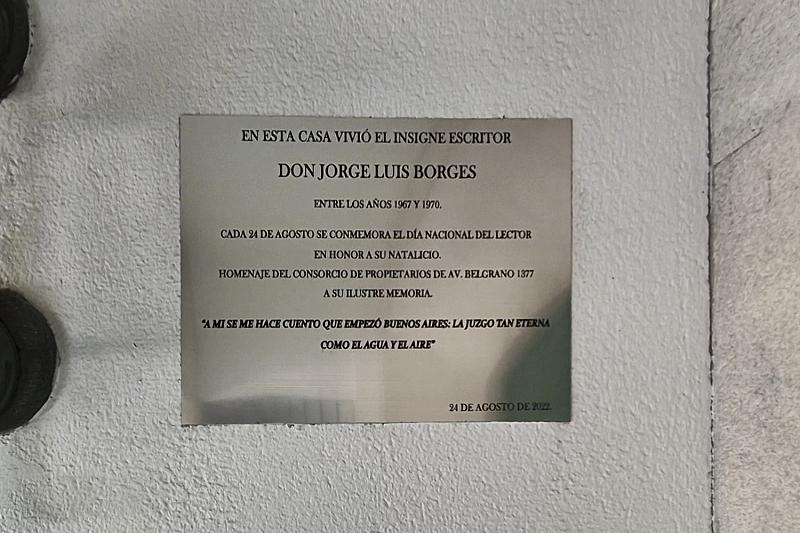 EN ESTA CASA VIVIÓ EL INSIGNE ESCRITOR
DON JORGE LUIS BORGES
ENTRE LOS AÑOS 1967 Y 1970.
CADA 24 DE AGOSTO SE CONMEMORA EL DÍA NACIONAL DEL LECTOR
EN HONOR A SU NATALICIO.
HOMENAJE DEL CONSORCIO DE PROPIETARIOS DE AV. BELGRANO 1377
A SU ILUSTRE MEMORIA.
"A MI SE ME HACE CUENTO QUE EMPEZÓ BUENOS AIRES: LA JUZGO TAN ETERNA
COMO EL AGUA Y EL AIRE"
24 DE AGOSTO DE 2022.